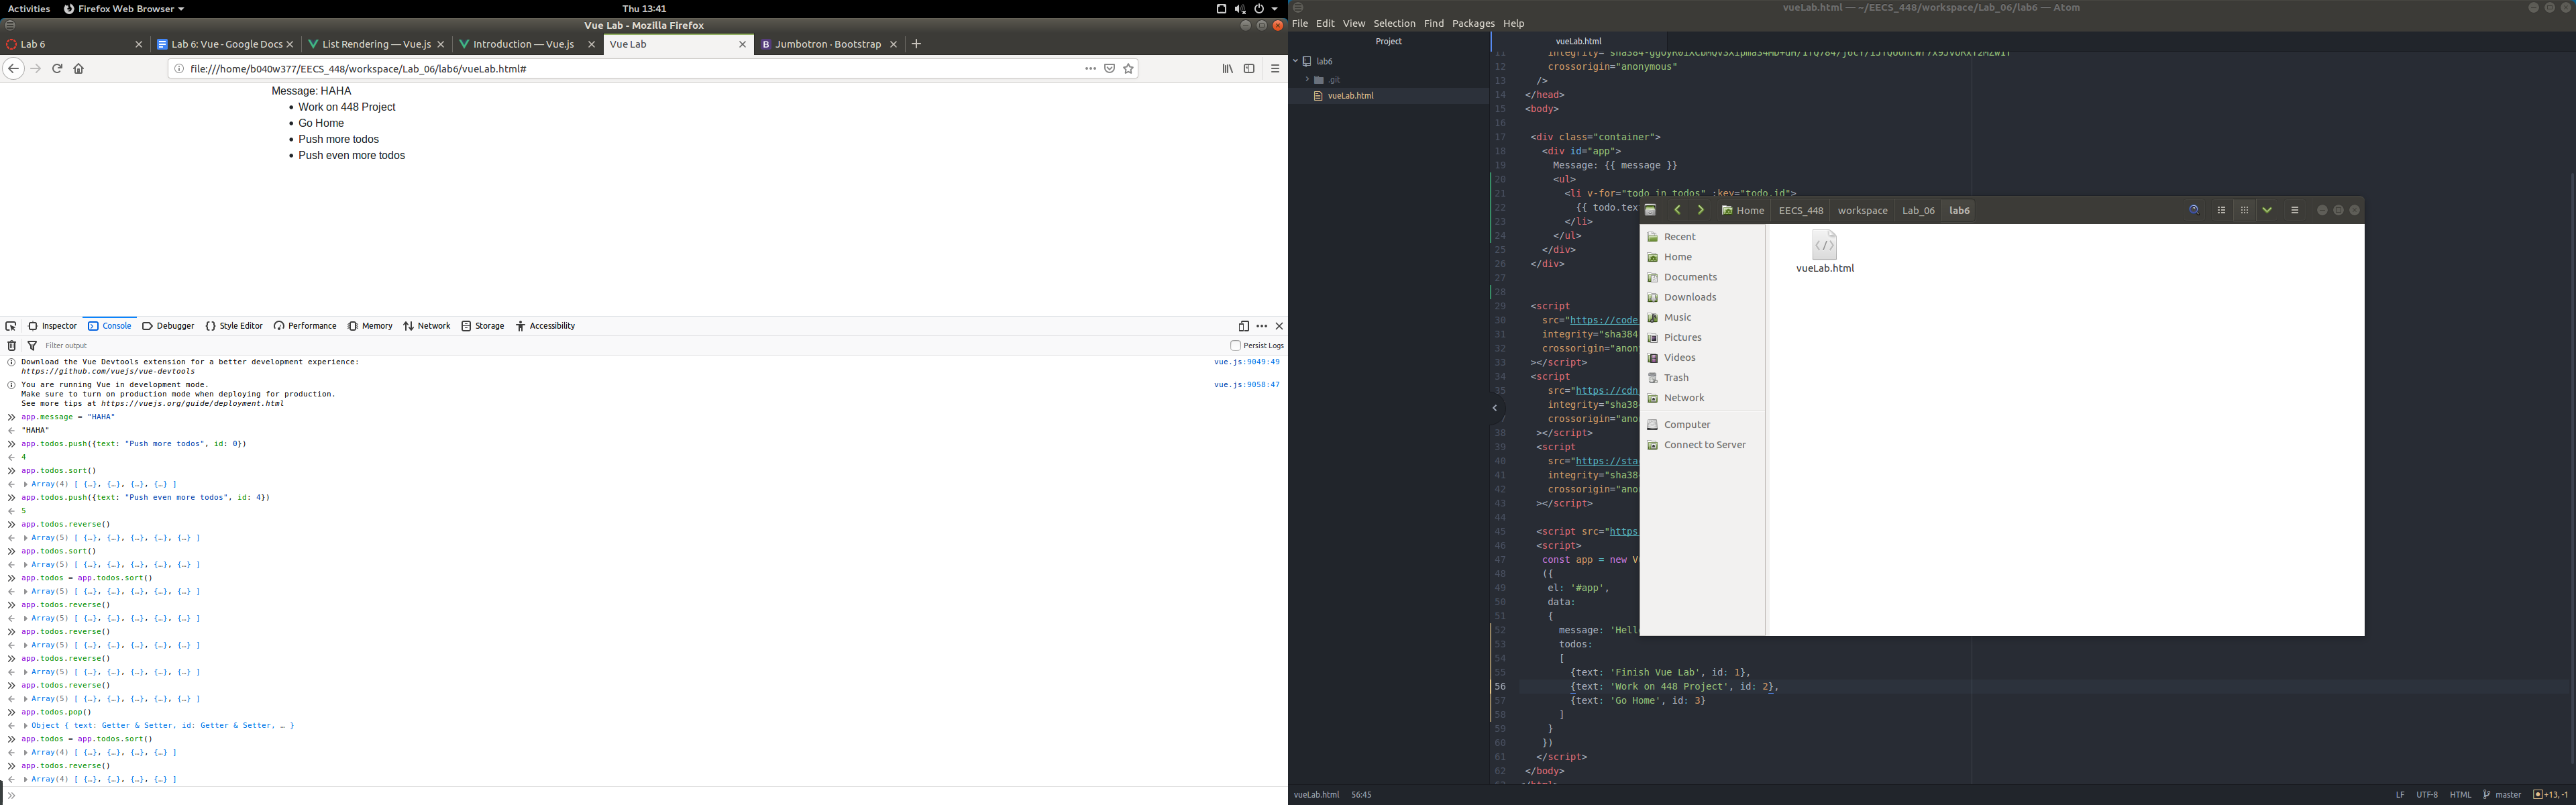 Activities Firefox Web Browser Thu 13:41
Vue Lab - Mozilla Firefox
Lab 6 Lab 6: Vue - Google Docs List Rendering — Vue.js Introduction — Vue.js Vue Lab Jumbotron · Bootstrap
file:///home/b040w377/EECS_448/workspace/Lab_06/lab6/vueLab.html#
Message: HAHA
Work on 448 Project
Go Home
Push more todos
Push even more todos
Inspector Console Debugger Style Editor Performance Memory Network Storage Accessibility
Filter output Persist Logs
Download the Vue Devtools extension for a better development experience: vue.js:9049:49
https://github.com/vuejs/vue-devtools
You are running Vue in development mode. vue.js:9058:47
Make sure to turn on production mode when deploying for production.
See more tips at https://vuejs.org/guide/deployment.html
app.message = "HAHA"
"HAHA"
app.todos.push({text: "Push more todos", id: 0})
4
app.todos.sort()
Array(4) [ {…}, {…}, {…}, {…} ]
app.todos.push({text: "Push even more todos", id: 4})
5
app.todos.reverse()
Array(5) [ {…}, {…}, {…}, {…}, {…} ]
app.todos.sort()
Array(5) [ {…}, {…}, {…}, {…}, {…} ]
app.todos = app.todos.sort()
Array(5) [ {…}, {…}, {…}, {…}, {…} ]
app.todos.reverse()
Array(5) [ {…}, {…}, {…}, {…}, {…} ]
app.todos.reverse()
Array(5) [ {…}, {…}, {…}, {…}, {…} ]
app.todos.reverse()
Array(5) [ {…}, {…}, {…}, {…}, {…} ]
app.todos.reverse()
Array(5) [ {…}, {…}, {…}, {…}, {…} ]
app.todos.pop()
Object { text: Getter & Setter, id: Getter & Setter, … }
app.todos = app.todos.sort()
Array(4) [ {…}, {…}, {…}, {…} ]
app.todos.reverse()
Array(4) [ {…}, {…}, {…}, {…} ]
vueLab.html — ~/EECS_448/workspace/Lab_06/lab6 — Atom
File Edit View Selection Find Packages Help
Project vueLab.html
lab6
.git
vueLab.html
12 crossorigin="anonymous"
13 />
14 </head>
15 <body>
16
17 <div class="container">
18 <div id="app">
19 Message: {{ message }}
20 <ul>
21 <li v-for="todo in todos" :key="todo.id">
22 {{ todo.tex
23 </li>
24 </ul>
25 </div>
26 </div>
27
28
29 <script
30 src="https://code
31 integrity="sha384
32 crossorigin="anon
33 ></script>
34 <script
35 src="https://cdn
36 integrity="sha38
37 crossorigin="ano
38 ></script>
39 <script
40 src="https://sta
41 integrity="sha38
42 crossorigin="ano
43 ></script>
44
45 <script src="https
46 <script>
47 const app = new V
48 ({
49 el: '#app',
50 data:
51 {
52 message: 'Hell
53 todos:
54 [
55 {text: 'Finish Vue Lab', id: 1},
56 {text: 'Work on 448 Project', id: 2},
57 {text: 'Go Home', id: 3}
58 ]
59 }
60 })
61 </script>
62 </body>
Home EECS_448 workspace Lab_06 lab6
Recent
Home
Documents
Downloads
Music
Pictures
Videos
Trash
Network
Computer
Connect to Server
vueLab.html
vueLab.html 56:45 LF UTF-8 HTML master +13, -1